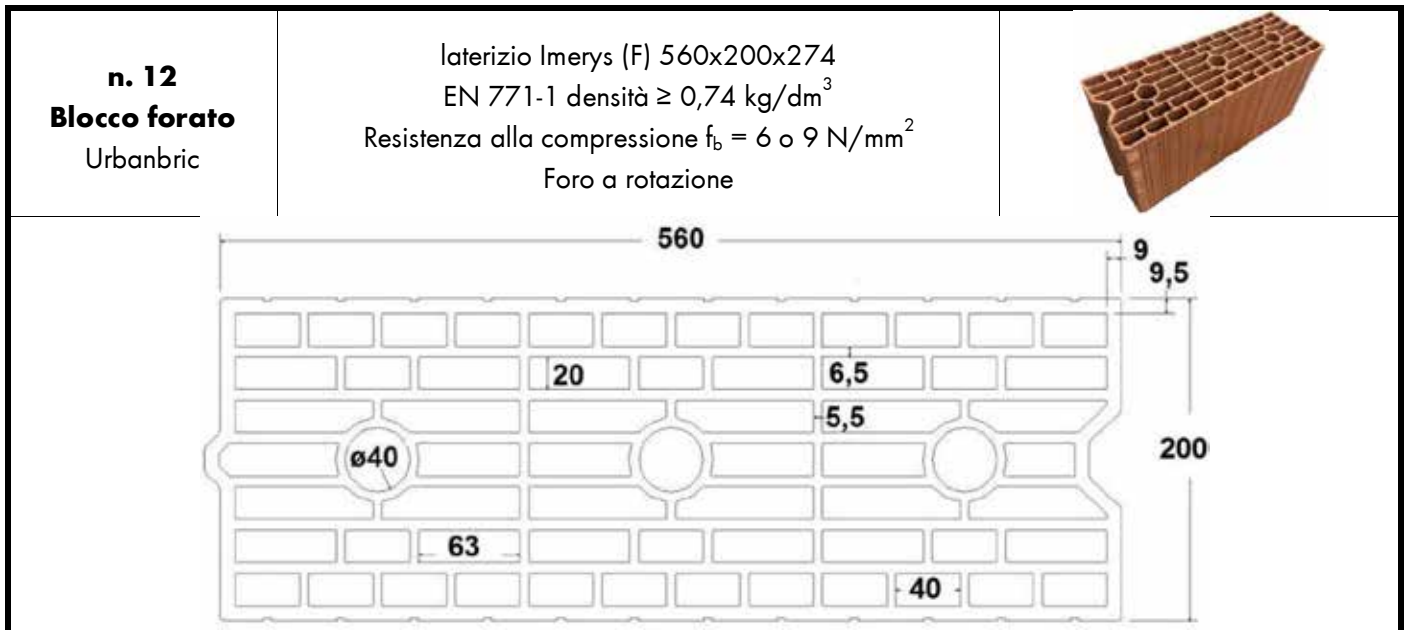 n. 12
Blocco forato
Urbanbric
laterizio Imerys (F) 560x200x274
EN 771-1 densità ≥ 0,74 kg/dm³
Resistenza alla compressione f_b = 6 o 9 N/mm²
Foro a rotazione
560
9
9,5
20
6,5
5,5
ø40
200
63
40